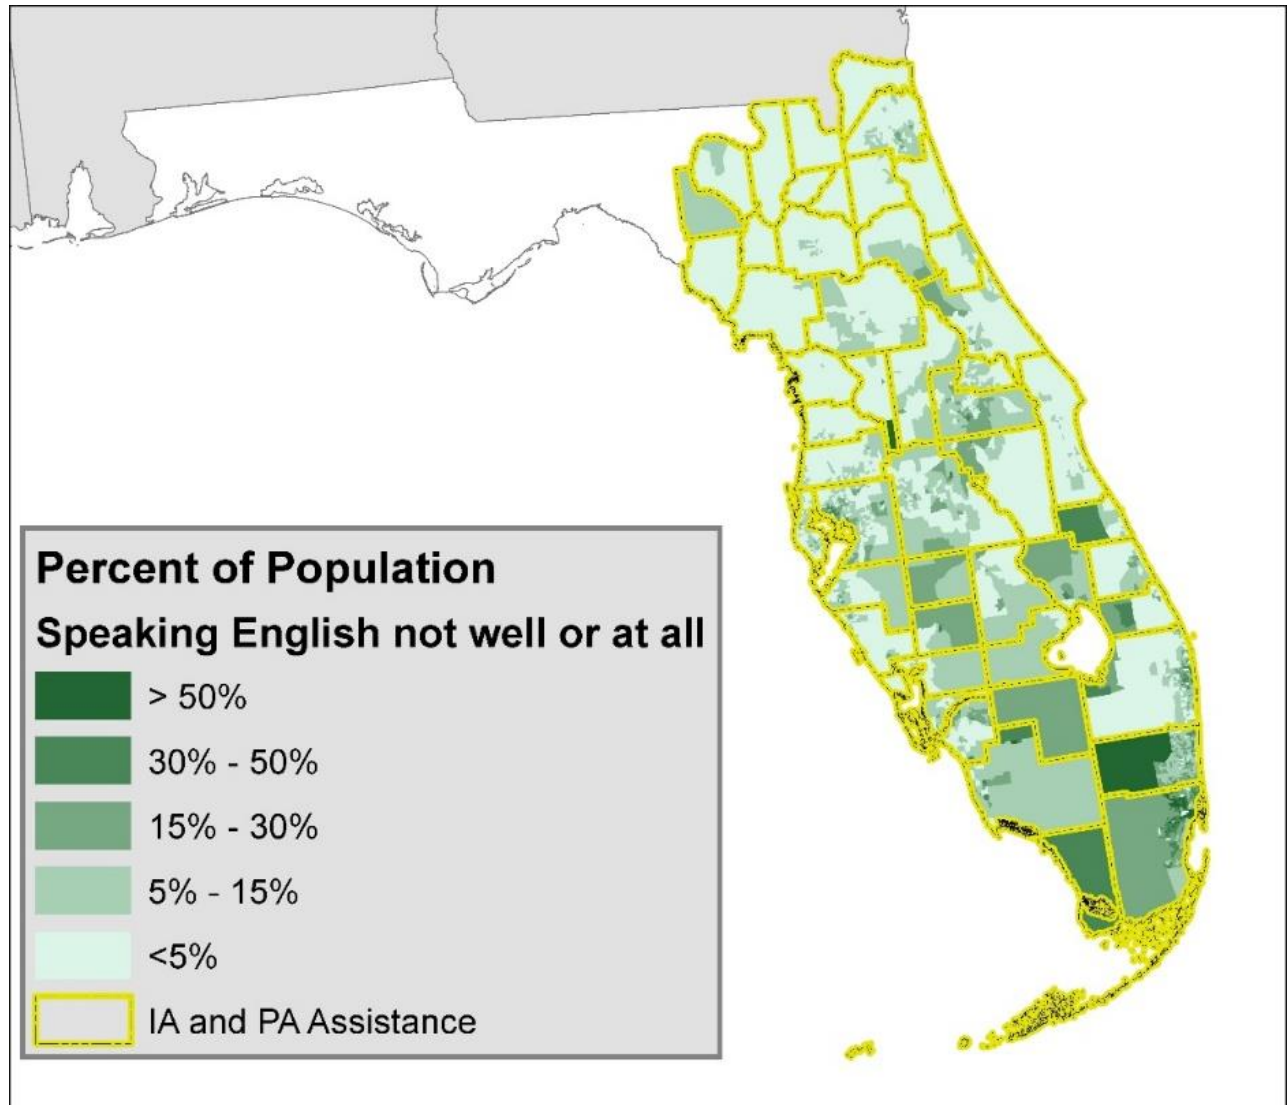 Percent of Population
Speaking English not well or at all
> 50%
30% - 50%
15% - 30%
5% - 15%
<5%
IA and PA Assistance